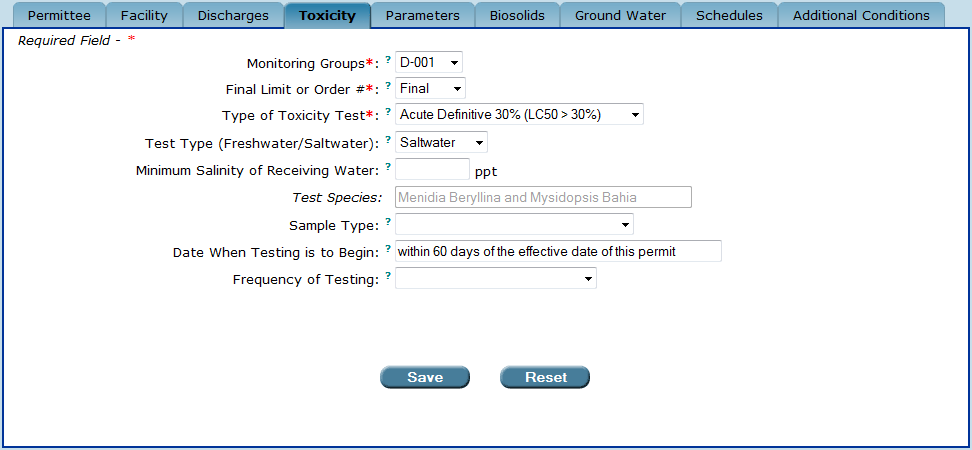 Permittee Facility Discharges Toxicity Parameters Biosolids Ground Water Schedules Additional Conditions
Required Field - *
Monitoring Groups*: ? D-001
Final Limit or Order #*: ? Final
Type of Toxicity Test*: ? Acute Definitive 30% (LC50 > 30%)
Test Type (Freshwater/Saltwater): ? Saltwater
Minimum Salinity of Receiving Water: ? ppt
Test Species: Menidia Beryllina and Mysidopsis Bahia
Sample Type: ?
Date When Testing is to Begin: ? within 60 days of the effective date of this permit
Frequency of Testing: ?
Save Reset